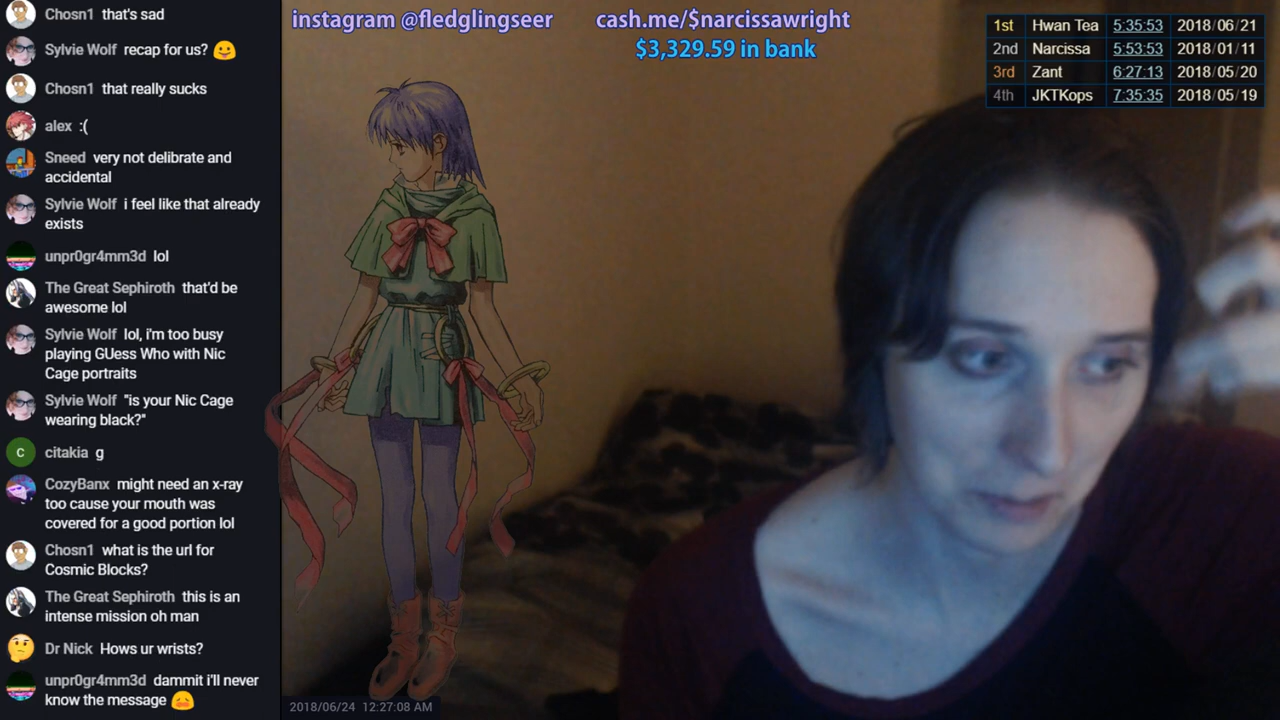 Chosn1 that's sad
Sylvie Wolf recap for us? 😀
Chosn1 that really sucks
alex :(
Sneed very not delibrate and
accidental
Sylvie Wolf i feel like that already
exists
unpr0gr4mm3d lol
The Great Sephiroth that'd be
awesome lol
Sylvie Wolf lol, i'm too busy
playing GUess Who with Nic
Cage portraits
Sylvie Wolf "is your Nic Cage
wearing black?"
C
citakia g
CozyBanx might need an x-ray
too cause your mouth was
covered for a good portion lol
Chosn1 what is the url for
Cosmic Blocks?
The Great Sephiroth this is an
intense mission oh man
Dr Nick Hows ur wrists?
unpr0gr4mm3d dammit i'll never
know the message 😩
instagram @fledglingseer
cash.me/$narcissawright
$3,329.59 in bank
1st Hwan Tea 5:35:53 2018/06/21
2nd Narcissa 5:53:53 2018/01/11
3rd Zant 6:27:13 2018/05/20
4th JKTKops 7:35:35 2018/05/19
2018/06/24 12:27:08 AM